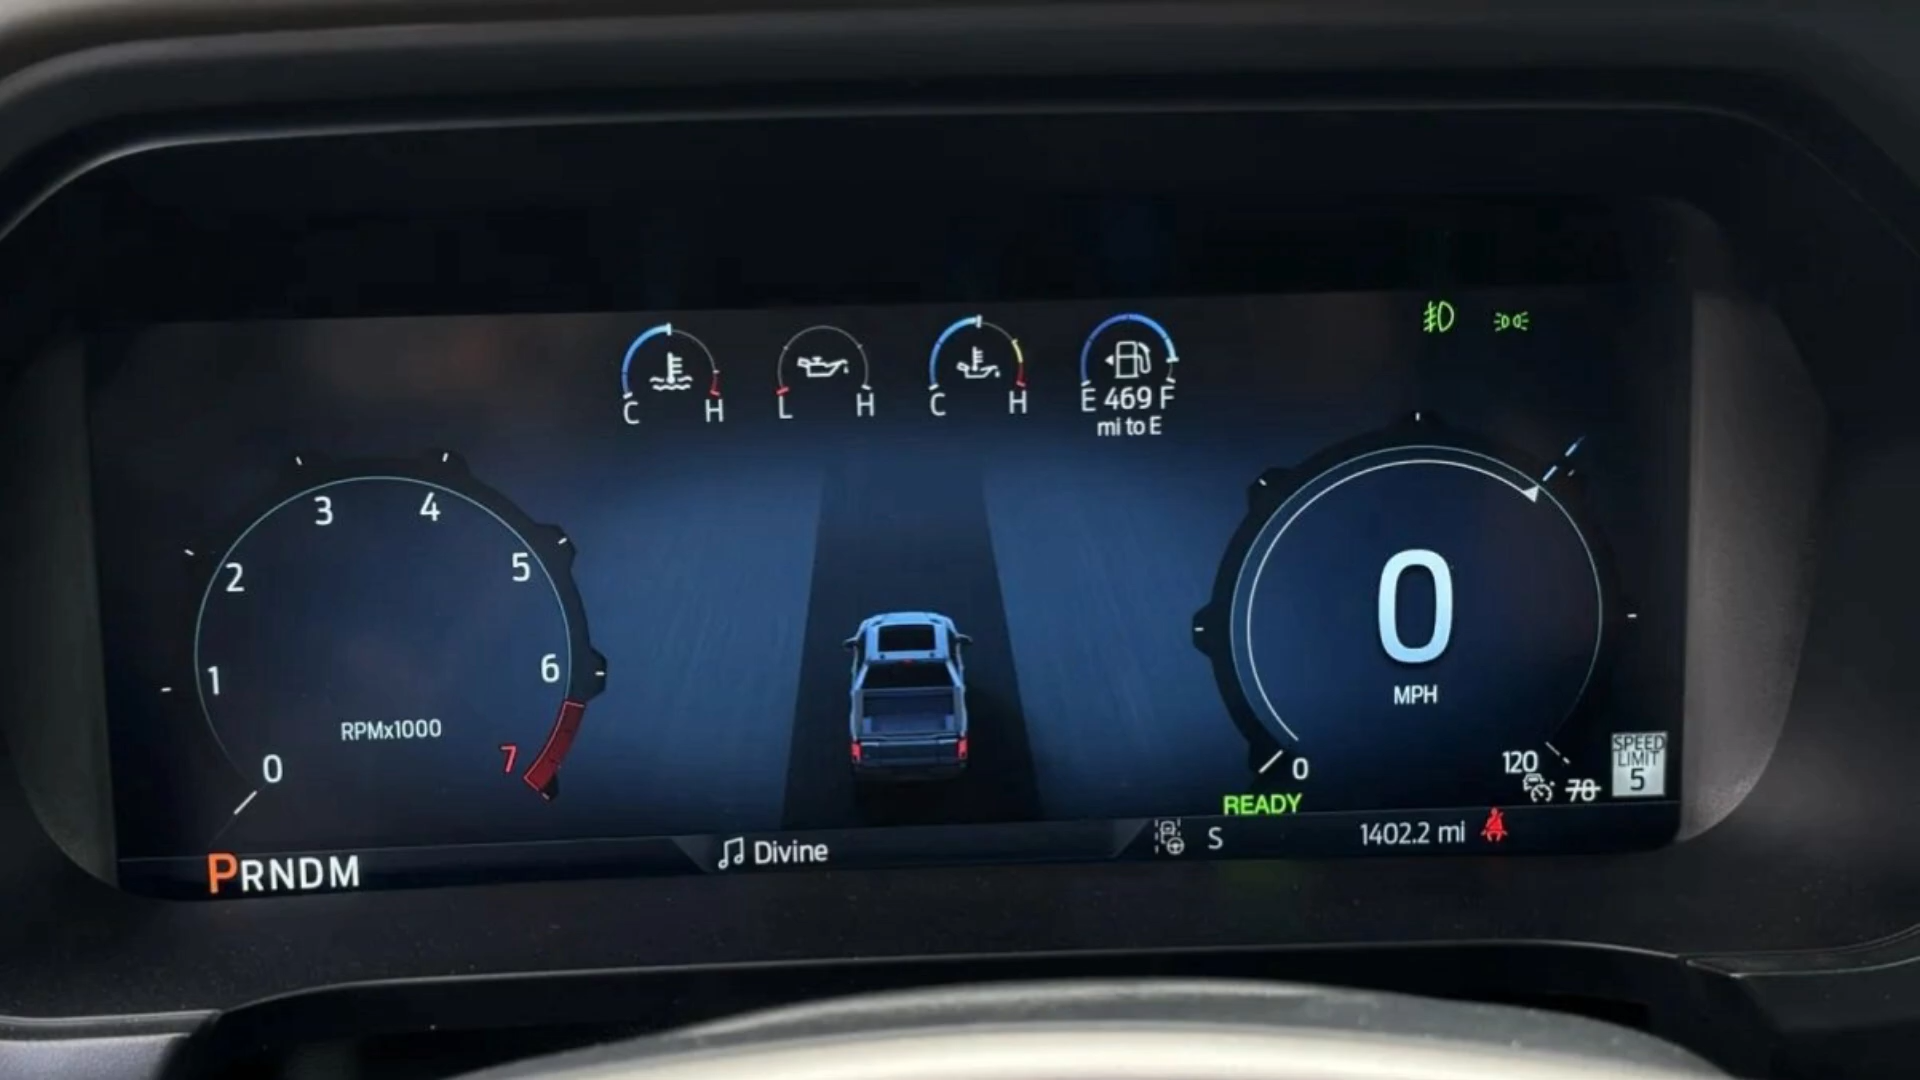 C H
L H
C H
E 469 F
mi to E
0 1 2 3 4 5 6 7
RPMx1000
0
MPH
0 120
78
SPEED
LIMIT
5
READY
PRNDM
Divine
S
1402.2 mi